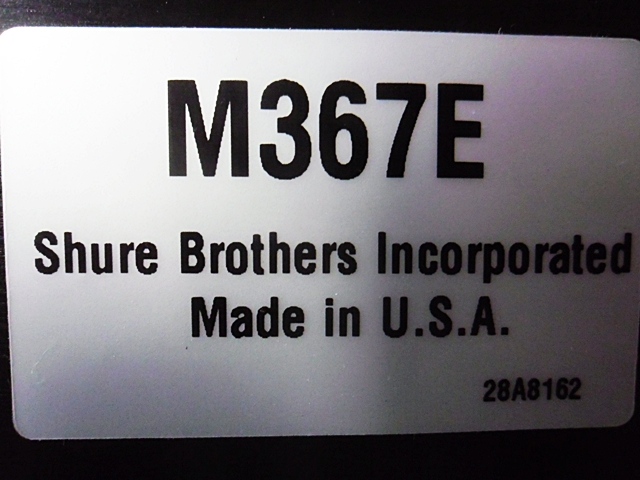 M367E
Shure Brothers Incorporated
Made in U.S.A.
28A8162